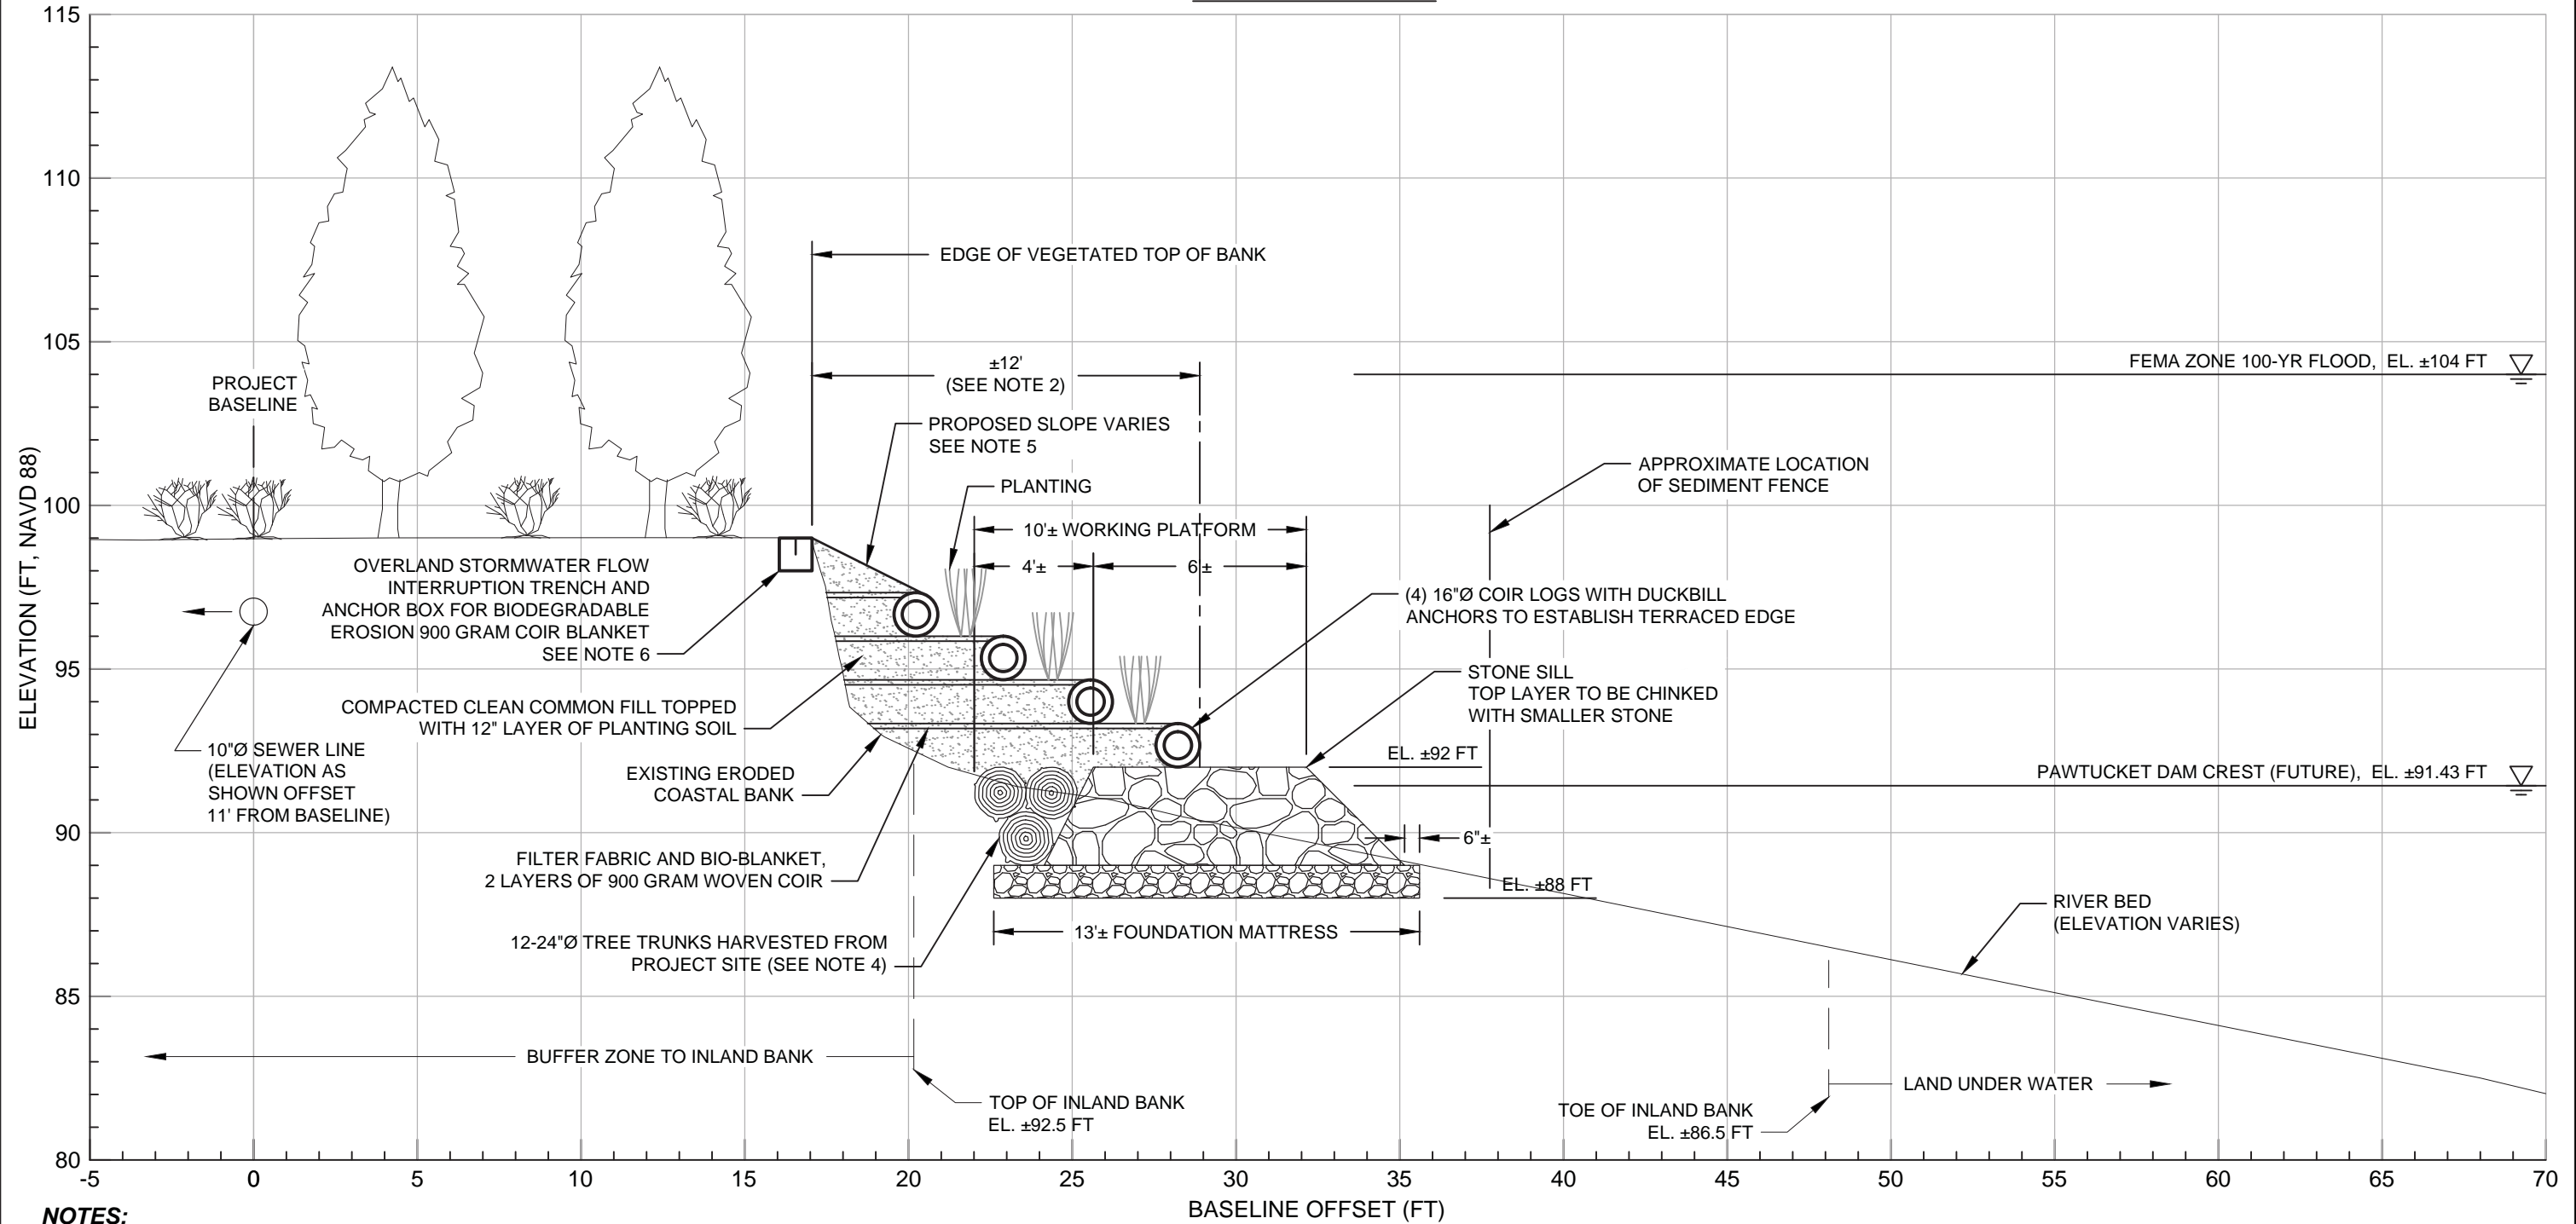 115
110
105
100
95
90
85
80
ELEVATION (FT, NAVD 88)
-5
0
5
10
15
20
25
30
35
40
45
50
55
60
65
70
BASELINE OFFSET (FT)
EDGE OF VEGETATED TOP OF BANK
±12'
(SEE NOTE 2)
FEMA ZONE 100-YR FLOOD, EL. ±104 FT
PROJECT
BASELINE
PROPOSED SLOPE VARIES
SEE NOTE 5
APPROXIMATE LOCATION
OF SEDIMENT FENCE
PLANTING
10'± WORKING PLATFORM
4'±
6'±
OVERLAND STORMWATER FLOW
INTERRUPTION TRENCH AND
ANCHOR BOX FOR BIODEGRADABLE
EROSION 900 GRAM COIR BLANKET
SEE NOTE 6
(4) 16"Ø COIR LOGS WITH DUCKBILL
ANCHORS TO ESTABLISH TERRACED EDGE
STONE SILL
TOP LAYER TO BE CHINKED
WITH SMALLER STONE
COMPACTED CLEAN COMMON FILL TOPPED
WITH 12" LAYER OF PLANTING SOIL
10"Ø SEWER LINE
(ELEVATION AS
SHOWN OFFSET
11' FROM BASELINE)
EL. ±92 FT
EXISTING ERODED
COASTAL BANK
PAWTUCKET DAM CREST (FUTURE), EL. ±91.43 FT
6"±
FILTER FABRIC AND BIO-BLANKET,
2 LAYERS OF 900 GRAM WOVEN COIR
EL. ±88 FT
RIVER BED
(ELEVATION VARIES)
13'± FOUNDATION MATTRESS
12-24"Ø TREE TRUNKS HARVESTED FROM
PROJECT SITE (SEE NOTE 4)
BUFFER ZONE TO INLAND BANK
LAND UNDER WATER
TOP OF INLAND BANK
EL. ±92.5 FT
TOE OF INLAND BANK
EL. ±86.5 FT
NOTES: